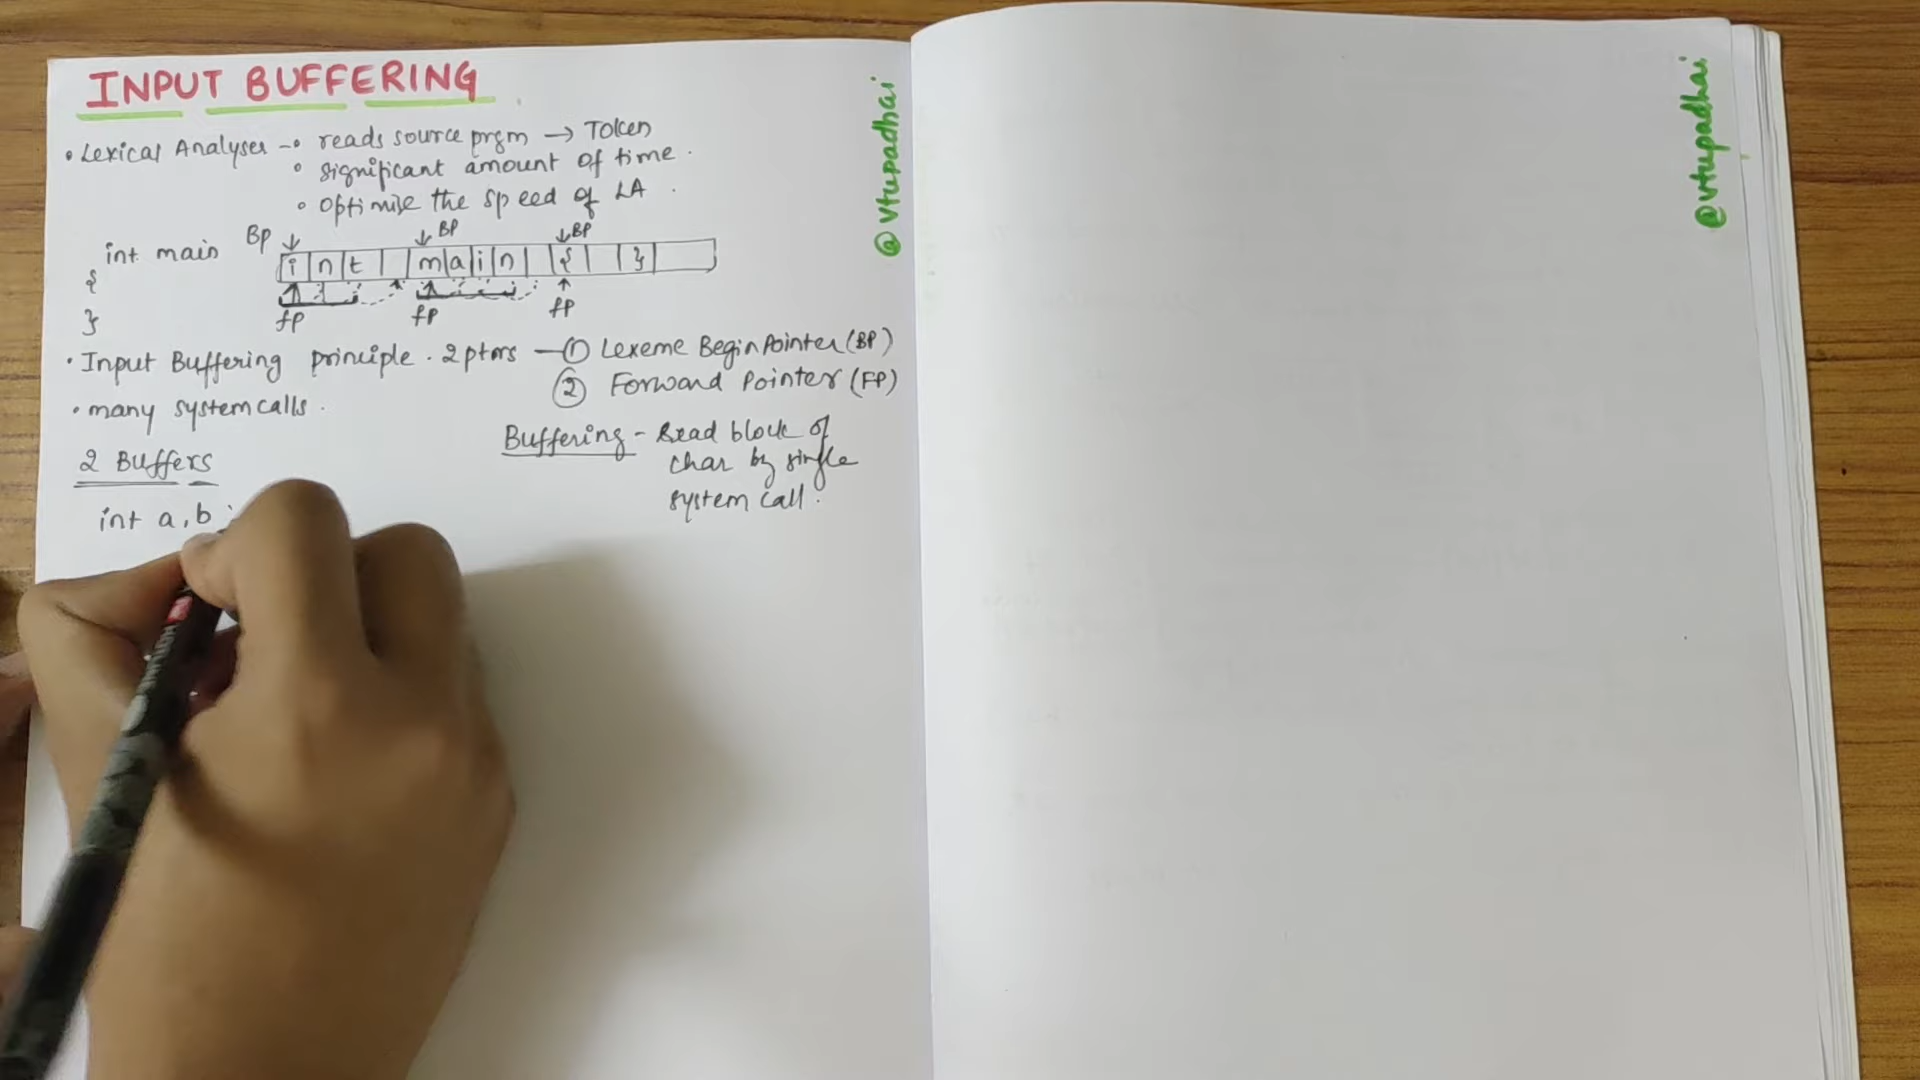 INPUT BUFFERING
• Lexical Analyser - • reads source prgm → Token
• significant amount of time.
• optimise the speed of LA.
int main
{
}
BP ↓ ↓ BP ↓ BP
i n t m a i n { }
fp fp fp
• Input Buffering principle. 2 ptrs — ① Lexeme Begin Pointer (BP)
② Forward Pointer (FP)
• many system calls.
Buffering - Read block of
char by single
system call.
2 Buffers
int a, b ;
@vtupadhai
@vtupadhai